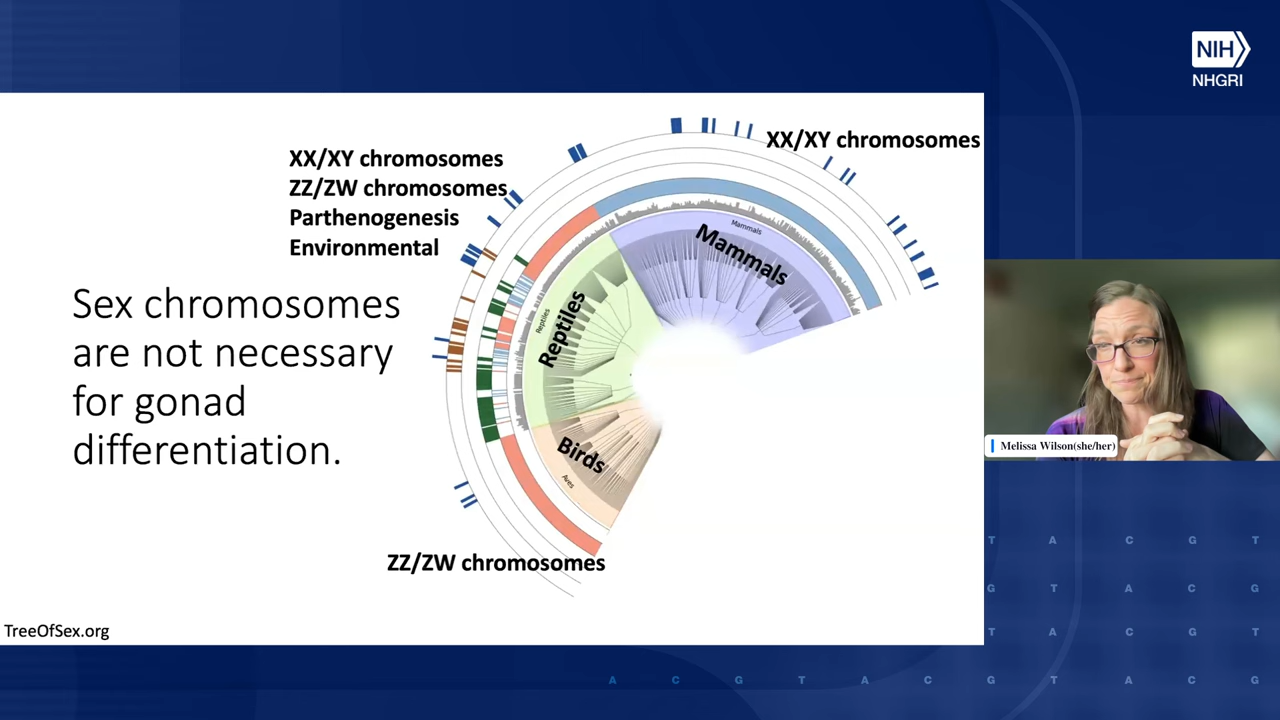 NIH
NHGRI
XX/XY chromosomes
XX/XY chromosomes
ZZ/ZW chromosomes
Parthenogenesis
Environmental
Sex chromosomes
are not necessary
for gonad
differentiation.
Mammals
Mammals
Reptiles
Reptiles
Birds
Aves
ZZ/ZW chromosomes
TreeOfSex.org
Melissa Wilson(she/her)
T A C G T
G T A C G
T A C G T
A C G T A C G T A C G